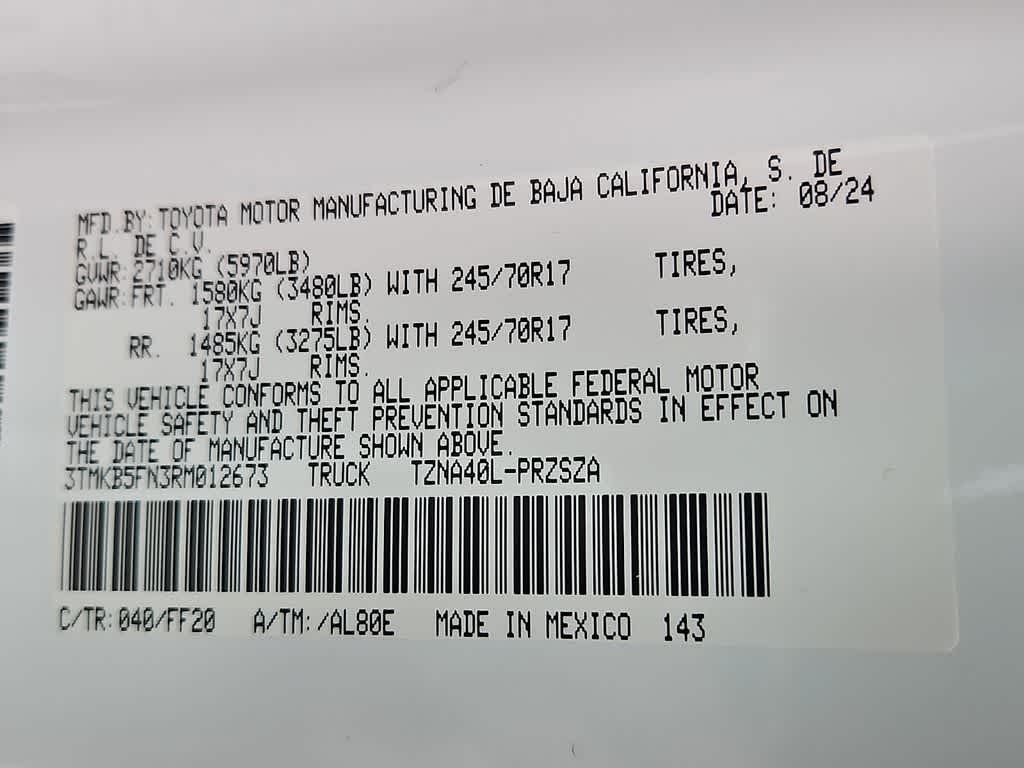 MFD.BY:TOYOTA MOTOR MANUFACTURING DE BAJA CALIFORNIA, S. DE
R.L. DE C.V. DATE: 08/24
GVWR:2710KG (5970LB)
GAWR:FRT. 1580KG (3480LB) WITH 245/70R17 TIRES,
17X7J RIMS.
RR. 1485KG (3275LB) WITH 245/70R17 TIRES,
17X7J RIMS.
THIS VEHICLE CONFORMS TO ALL APPLICABLE FEDERAL MOTOR
VEHICLE SAFETY AND THEFT PREVENTION STANDARDS IN EFFECT ON
THE DATE OF MANUFACTURE SHOWN ABOVE.
3TMKB5FN3RM012673 TRUCK TZNA40L-PRZSZA
C/TR:040/FF20 A/TM:/AL80E MADE IN MEXICO 143